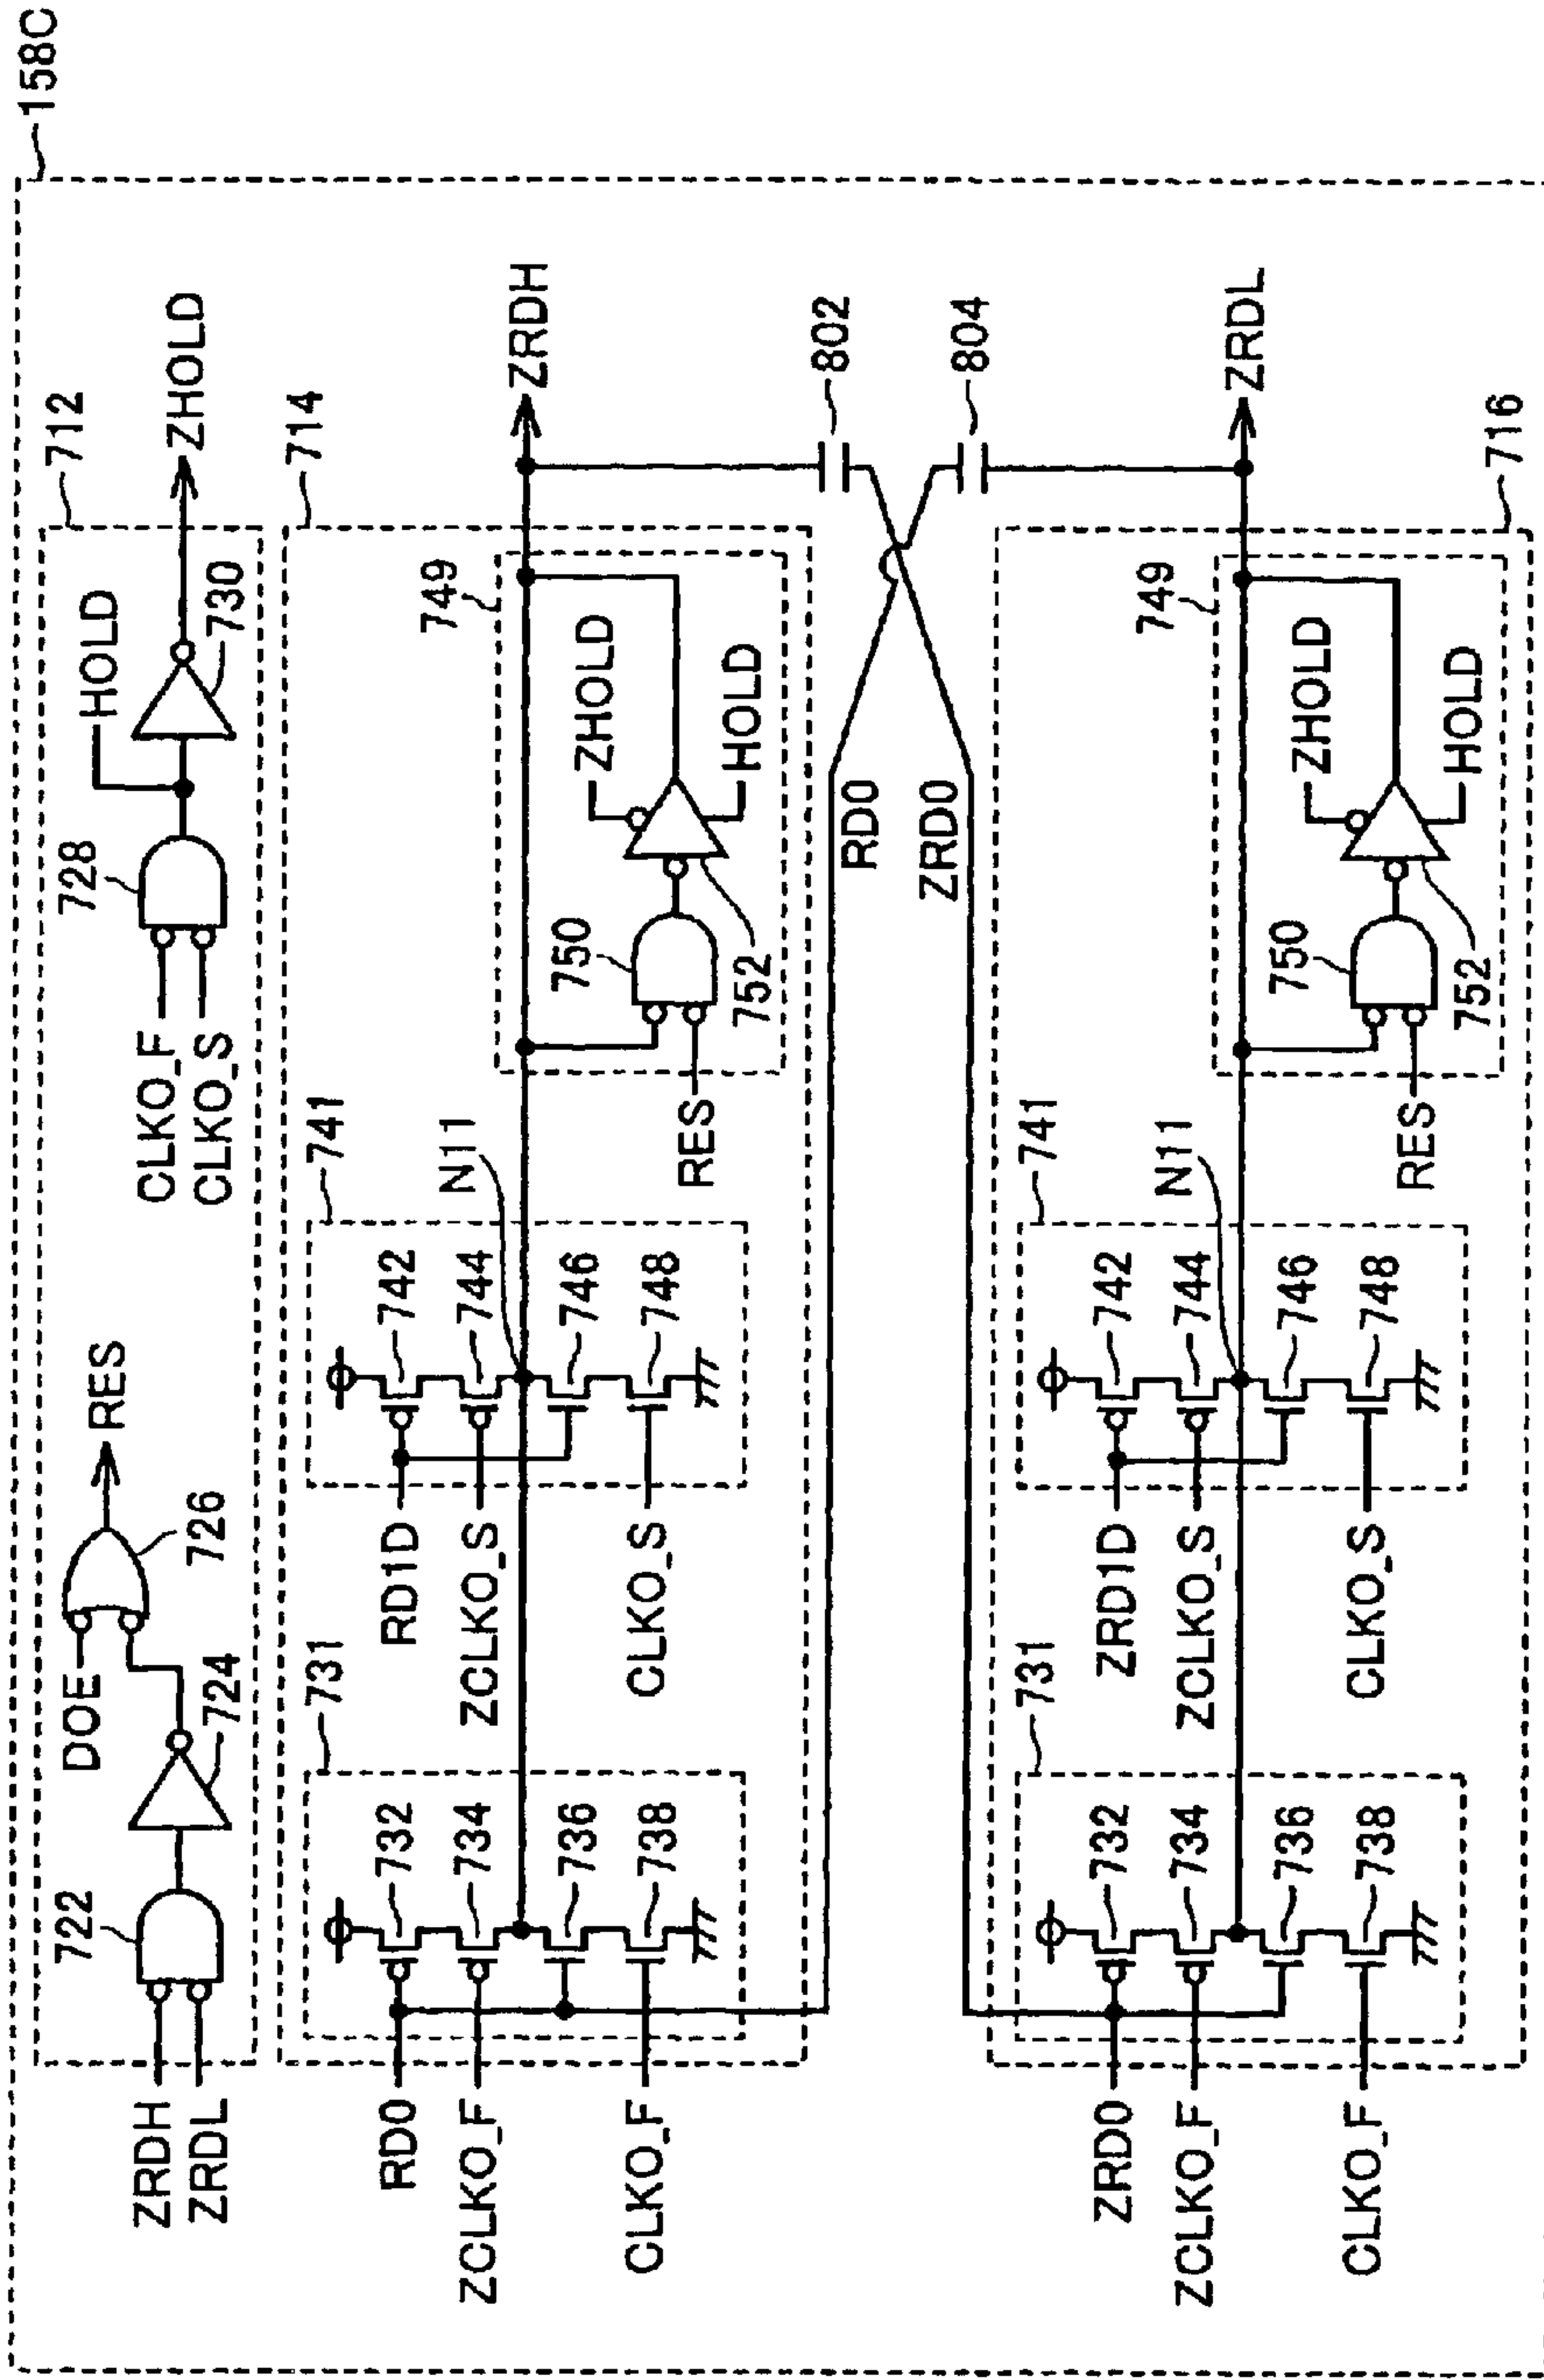 158C
712
ZRDH
ZRDL
722
724
DOE
726
RES
CLKO_F
CLKO_S
728
HOLD
730
ZHOLD
714
731
RD0
ZCLKO_F
CLKO_F
732
734
736
738
741
RD1D
ZCLKO_S
CLKO_S
742
744
746
748
N11
749
750
RES
752
ZHOLD
HOLD
ZRDH
RD0
ZRD0
802
804
716
731
ZRD0
ZCLKO_F
CLKO_F
732
734
736
738
741
ZRD1D
ZCLKO_S
CLKO_S
742
744
746
748
N11
749
750
RES
752
ZHOLD
HOLD
ZRDL